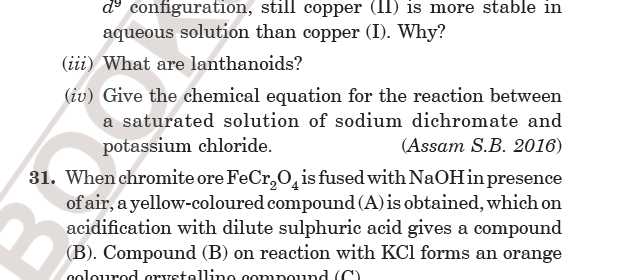 d⁹ configuration, still copper (II) is more stable in
aqueous solution than copper (I). Why?
(iii) What are lanthanoids?
(iv) Give the chemical equation for the reaction between
a saturated solution of sodium dichromate and
potassium chloride. (Assam S.B. 2016)
31. When chromite ore FeCr₂O₄ is fused with NaOH in presence
of air, a yellow-coloured compound (A) is obtained, which on
acidification with dilute sulphuric acid gives a compound
(B). Compound (B) on reaction with KCl forms an orange
coloured crystalline compound (C).
BOOK